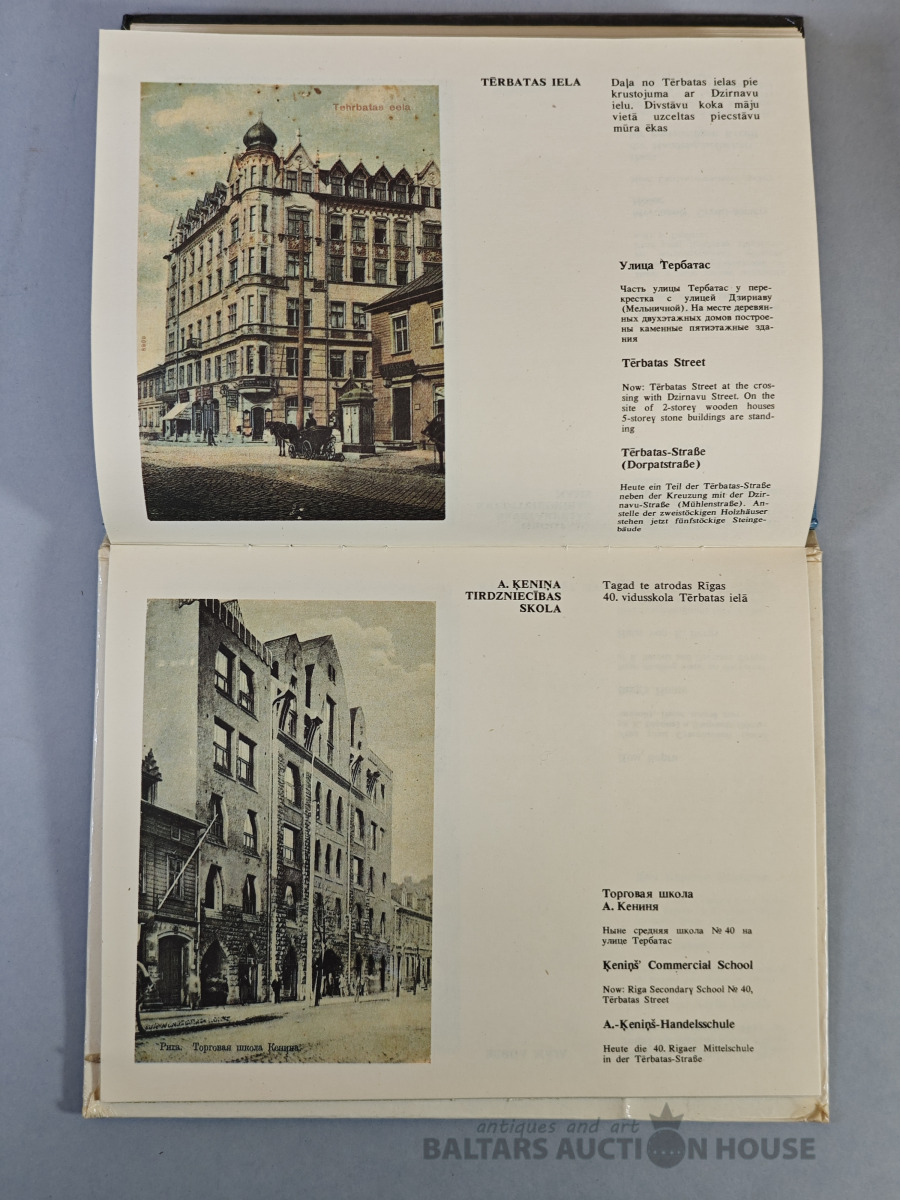 Tehrbatas eela
TĒRBATAS IELA
Daļa no Tērbatas ielas pie
krustojuma ar Dzirnavu
ielu. Divstāvu koka māju
vietā uzceltas piecstāvu
mūra ēkas
Улица Тербатас
Часть улицы Тербатас у пере-
крестка с улицей Дзирнаву
(Мельничной). На месте деревян-
ных двухэтажных домов построе-
ны каменные пятиэтажные зда-
ния
Tērbatas Street
Now: Tērbatas Street at the cros-
sing with Dzirnavu Street. On the
site of 2-storey wooden houses
5-storey stone buildings are stand-
ing
Tērbatas-Straße
(Dorpatstraße)
Heute ein Teil der Tērbatas-Straße
neben der Kreuzung mit der Dzir-
navu-Straße (Mühlenstraße). An-
stelle der zweistöckigen Holzhäuser
stehen jetzt fünfstöckige Steinge-
bäude
A. ĶENIŅA
TIRDZNIECĪBAS
SKOLA
Tagad te atrodas Rīgas
40. vidusskola Tērbatas ielā
Торговая школа
А. Кениня
Ныне средняя школа № 40 на
улице Тербатас
Ķeniņš' Commercial School
Now: Riga Secondary School № 40,
Tērbatas Street
A.-Ķeniņš-Handelsschule
Heute die 40. Rigaer Mittelschule
in der Tērbatas-Straße
Рига. Торговая школа Кенина.
antiques and art
BALTARS AUCTION HOUSE